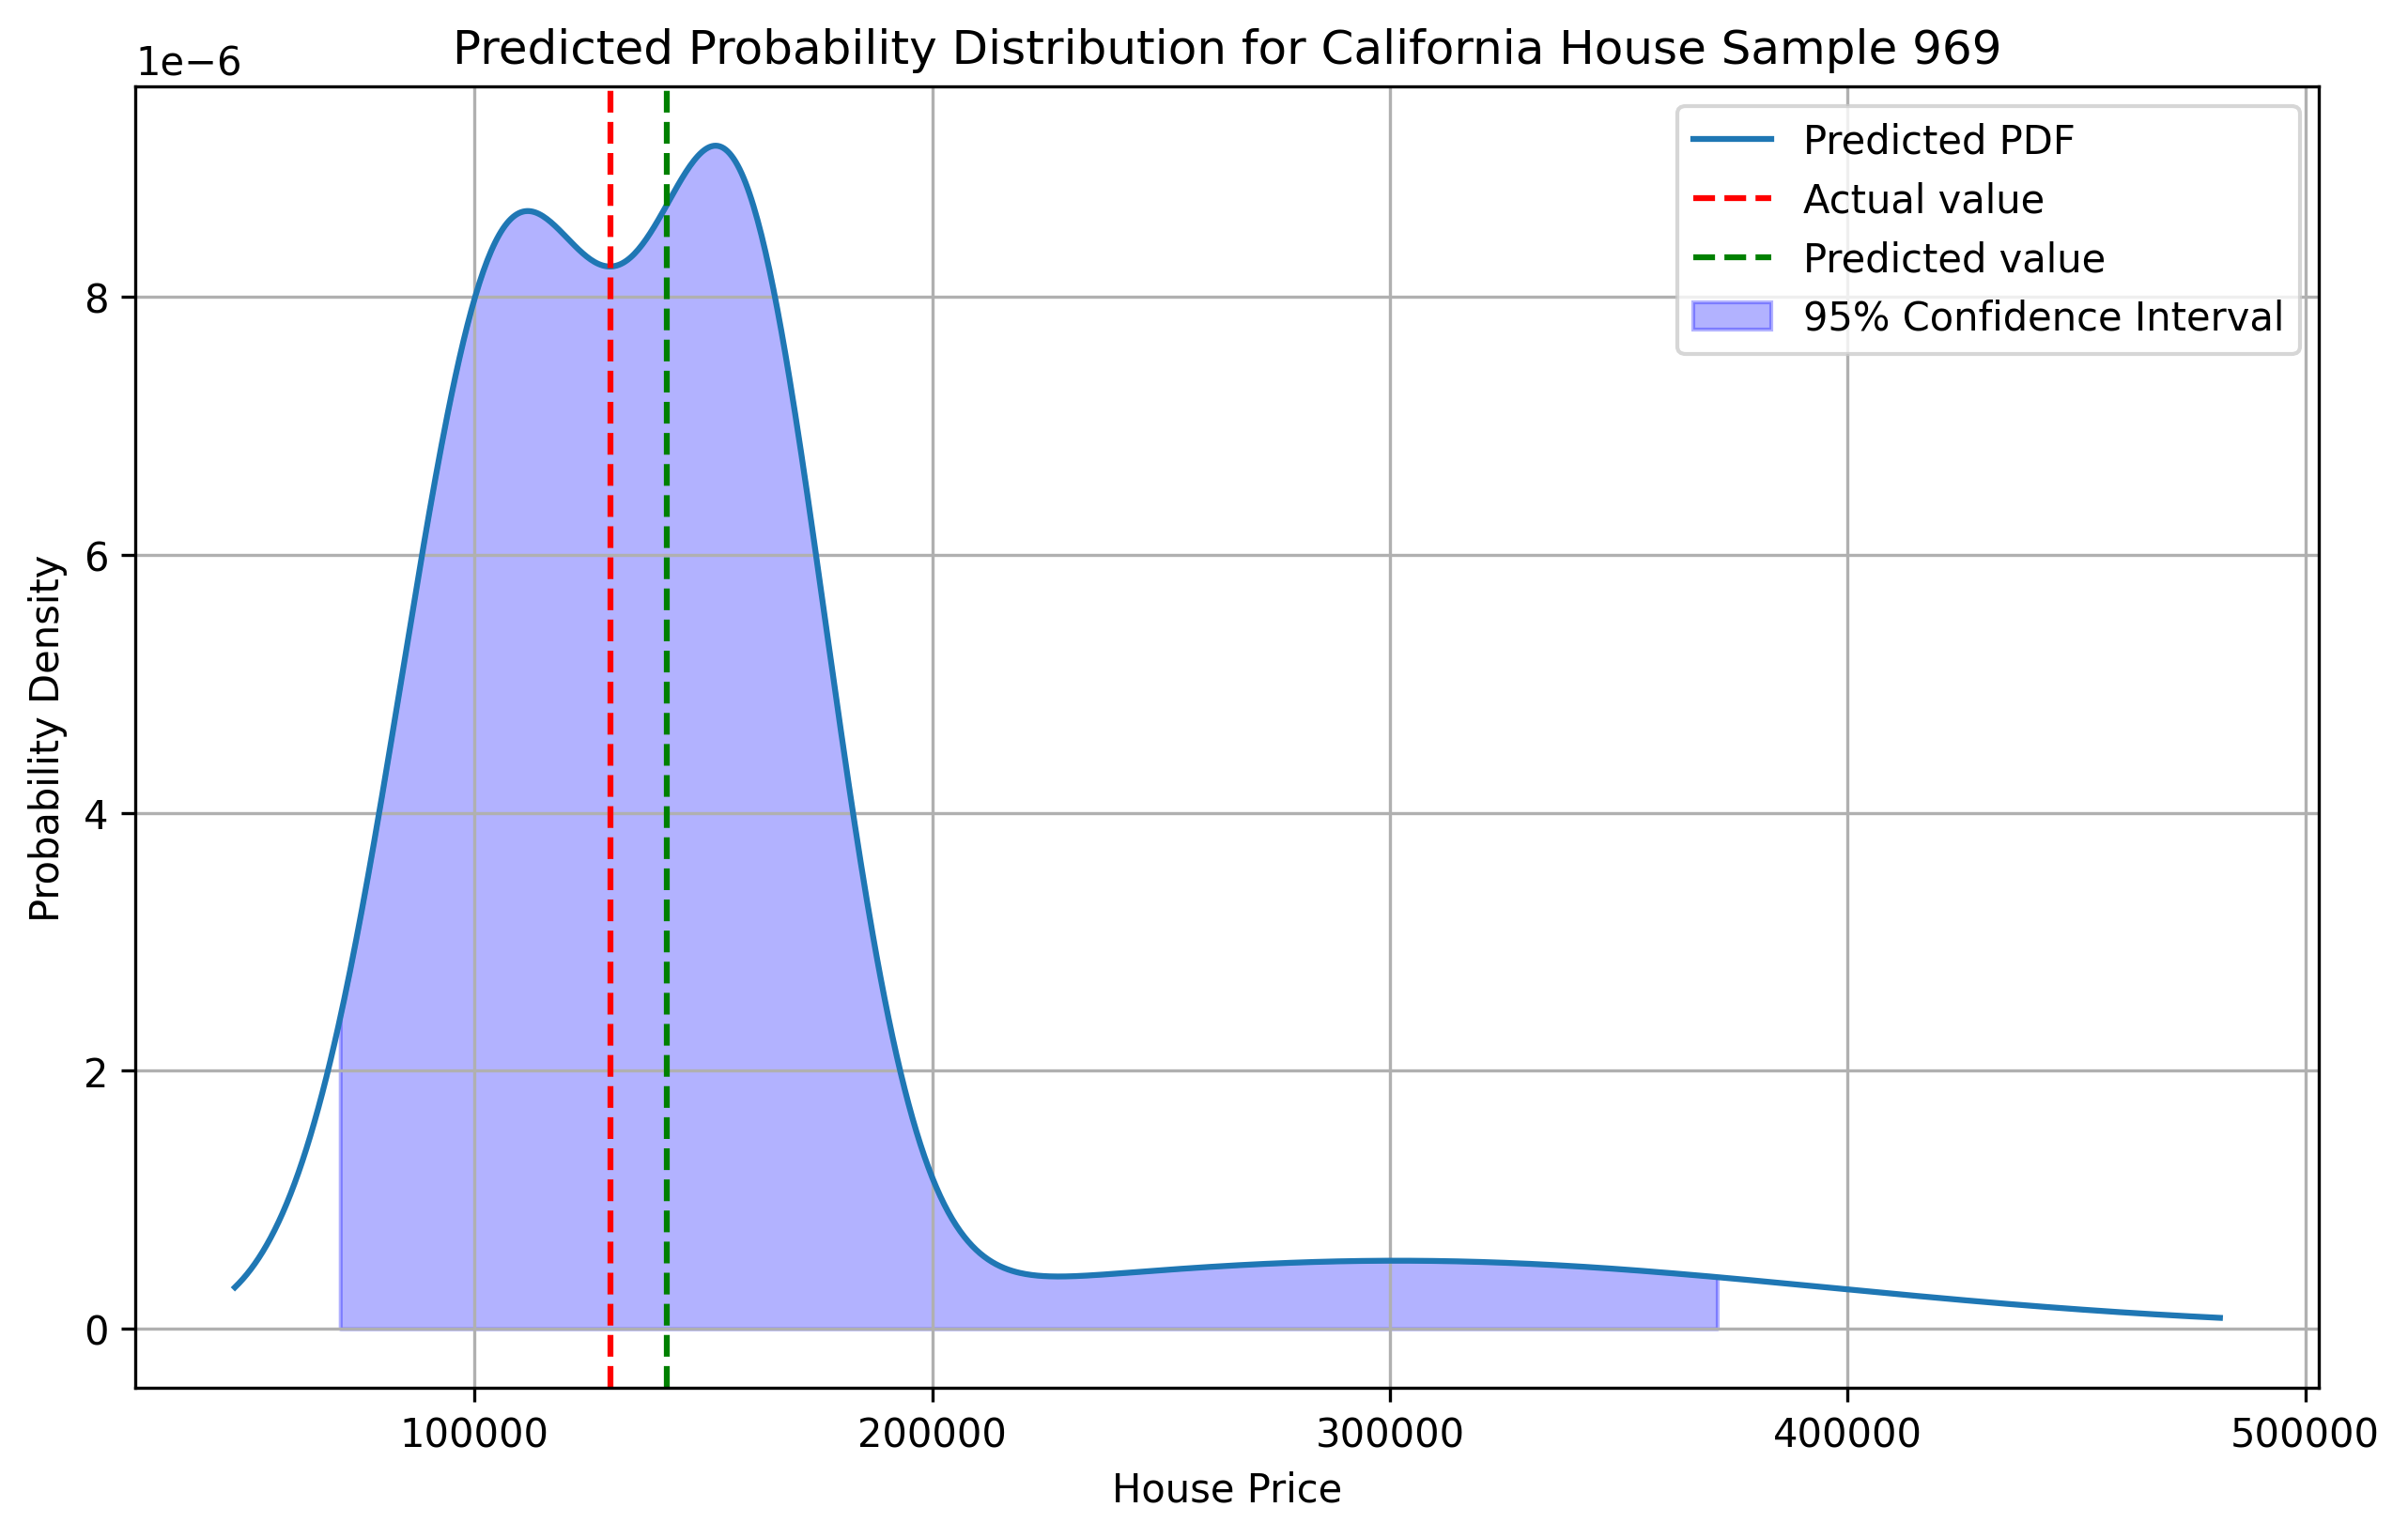 Predicted Probability Distribution for California House Sample 969
1e−6
Predicted PDF
Actual value
Predicted value
95% Confidence Interval
Probability Density
8
6
4
2
0
100000 200000 300000 400000 500000
House Price